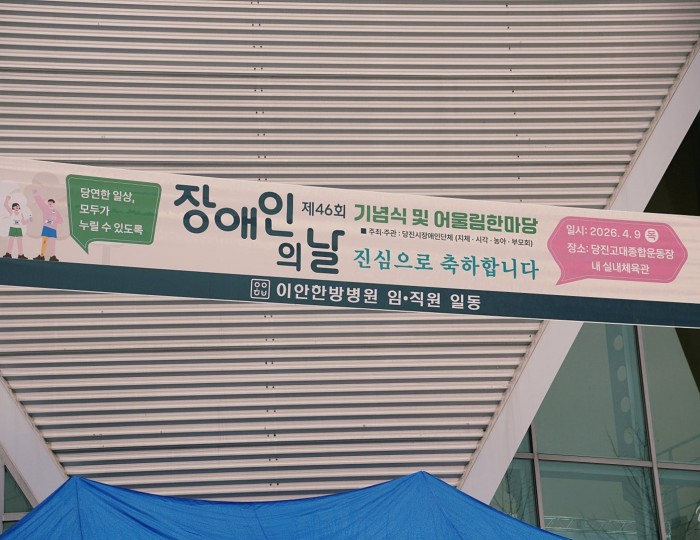 당연한 일상,
모두가
누릴 수 있도록
장애인의 날
제46회 기념식 및 어울림한마당
■ 주최·주관 : 당진시장애인단체 (지체·시각·농아·부모회)
진심으로 축하합니다
일시: 2026. 4. 9 목
장소: 당진고대종합운동장
내 실내체육관
이안한방병원 임·직원 일동